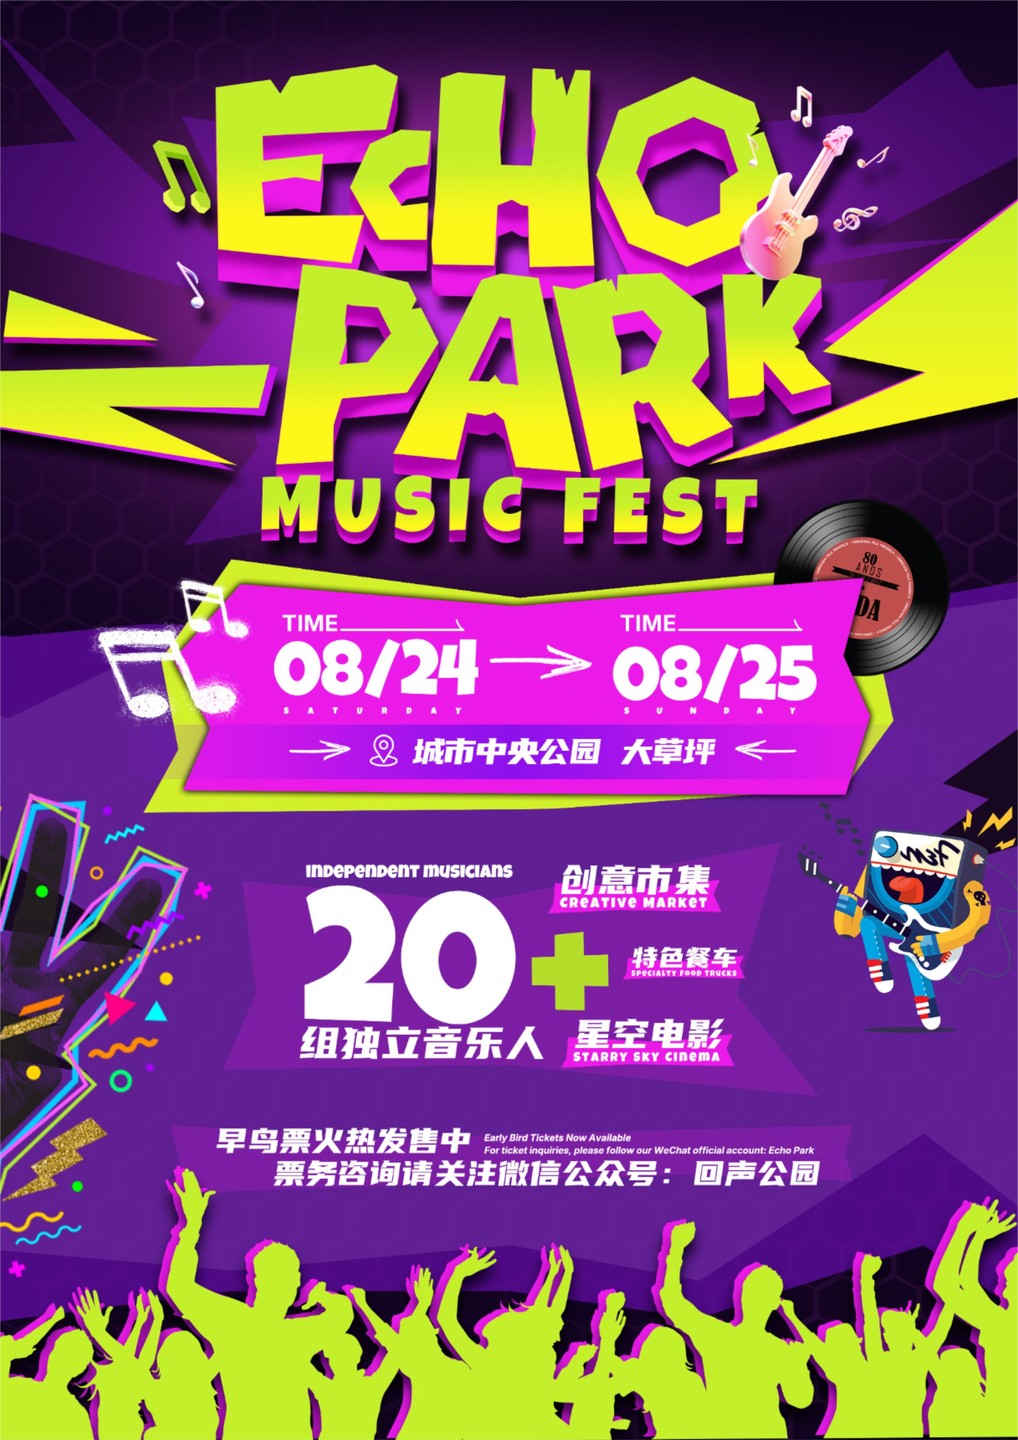 ECHO
PARK
MUSIC FEST
80
ANOS
DA
TIME
08/24
SATURDAY
TIME
08/25
SUNDAY
城市中央公园 大草坪
Independent musicians
20
组独立音乐人
创意市集
Creative Market
特色餐车
Specialty Food Trucks
星空电影
Starry Sky Cinema
早鸟票火热发售中
Early Bird Tickets Now Available
For ticket inquiries, please follow our WeChat official account: Echo Park
票务咨询请关注微信公众号：回声公园